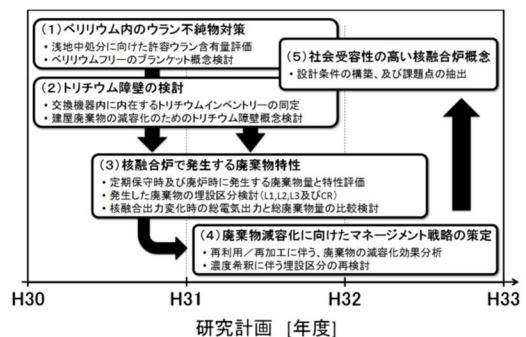 (1)ベリリウム内のウラン不純物対策
・浅地中処分に向けた許容ウラン含有量評価
・ベリリウムフリーのブランケット概念検討
(5)社会受容性の高い核融合炉概念
・設計条件の構築、及び課題点の抽出
(2)トリチウム障壁の検討
・交換機器内に内在するトリチウムインベントリーの同定
・建屋廃棄物の減容化のためのトリチウム障壁概念検討
(3)核融合炉で発生する廃棄物特性
・定期保守時及び廃炉時に発生する廃棄物量と特性評価
・発生した廃棄物の埋設区分検討(L1,L2,L3及びCR)
・核融合出力変化時の総電気出力と総廃棄物量の比較検討
(4)廃棄物減容化に向けたマネージメント戦略の策定
・再利用/再加工に伴う、廃棄物の減容化効果分析
・濃度希釈に伴う埋設区分の再検討
H30 H31 H32 H33
研究計画 [年度]